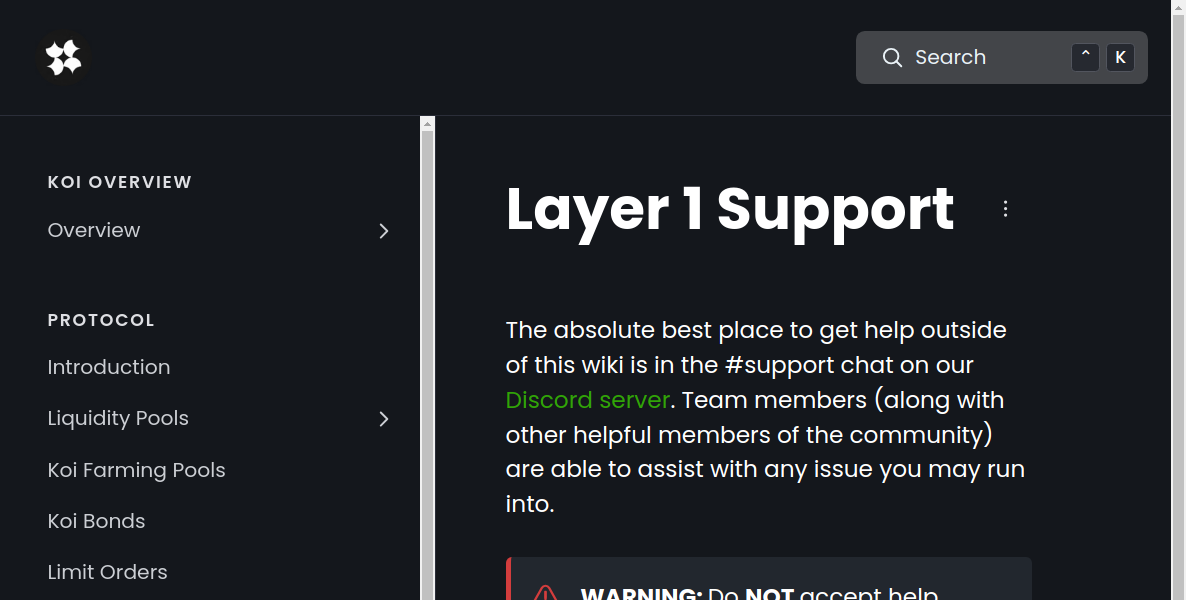 Search
^ K
KOI OVERVIEW
Overview
PROTOCOL
Introduction
Liquidity Pools
Koi Farming Pools
Koi Bonds
Limit Orders
Layer 1 Support
The absolute best place to get help outside
of this wiki is in the #support chat on our
Discord server. Team members (along with
other helpful members of the community)
are able to assist with any issue you may run
into.
WARNING: Do NOT accept help